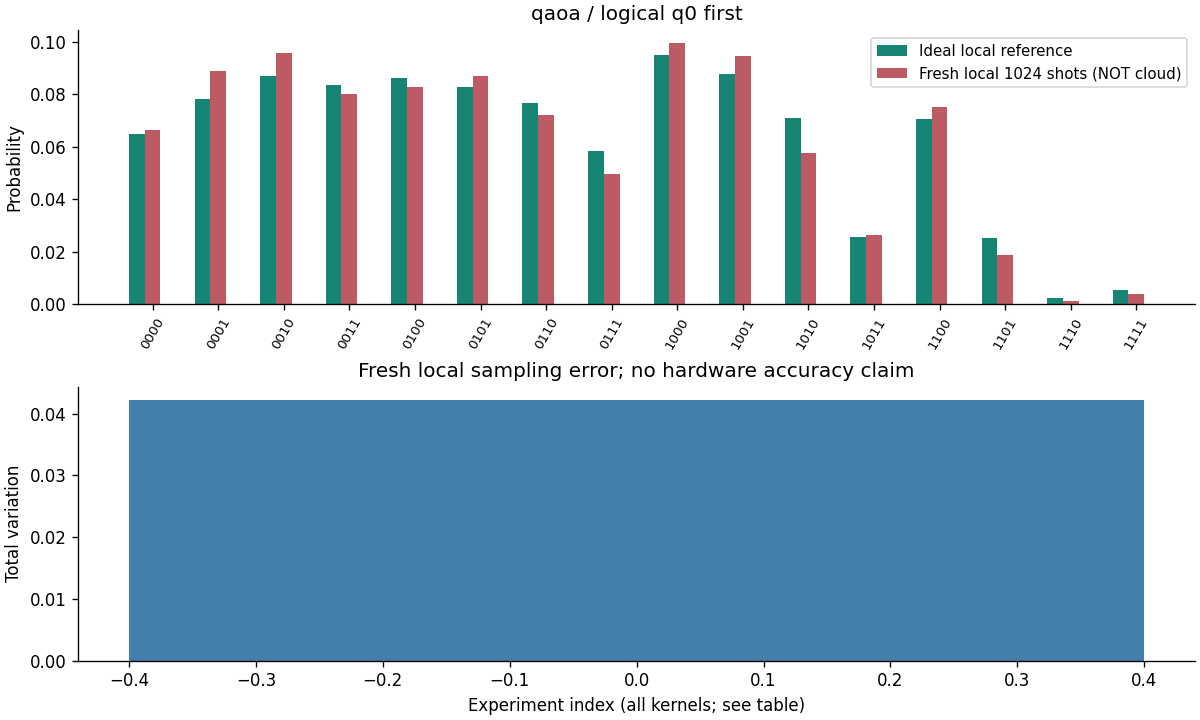 qaoa / logical q0 first
Ideal local reference
Fresh local 1024 shots (NOT cloud)
Probability
0.10
0.08
0.06
0.04
0.02
0.00
0000 0001 0010 0011 0100 0101 0110 0111 1000 1001 1010 1011 1100 1101 1110 1111
Fresh local sampling error; no hardware accuracy claim
Total variation
0.04
0.03
0.02
0.01
0.00
−0.4 −0.3 −0.2 −0.1 0.0 0.1 0.2 0.3 0.4
Experiment index (all kernels; see table)